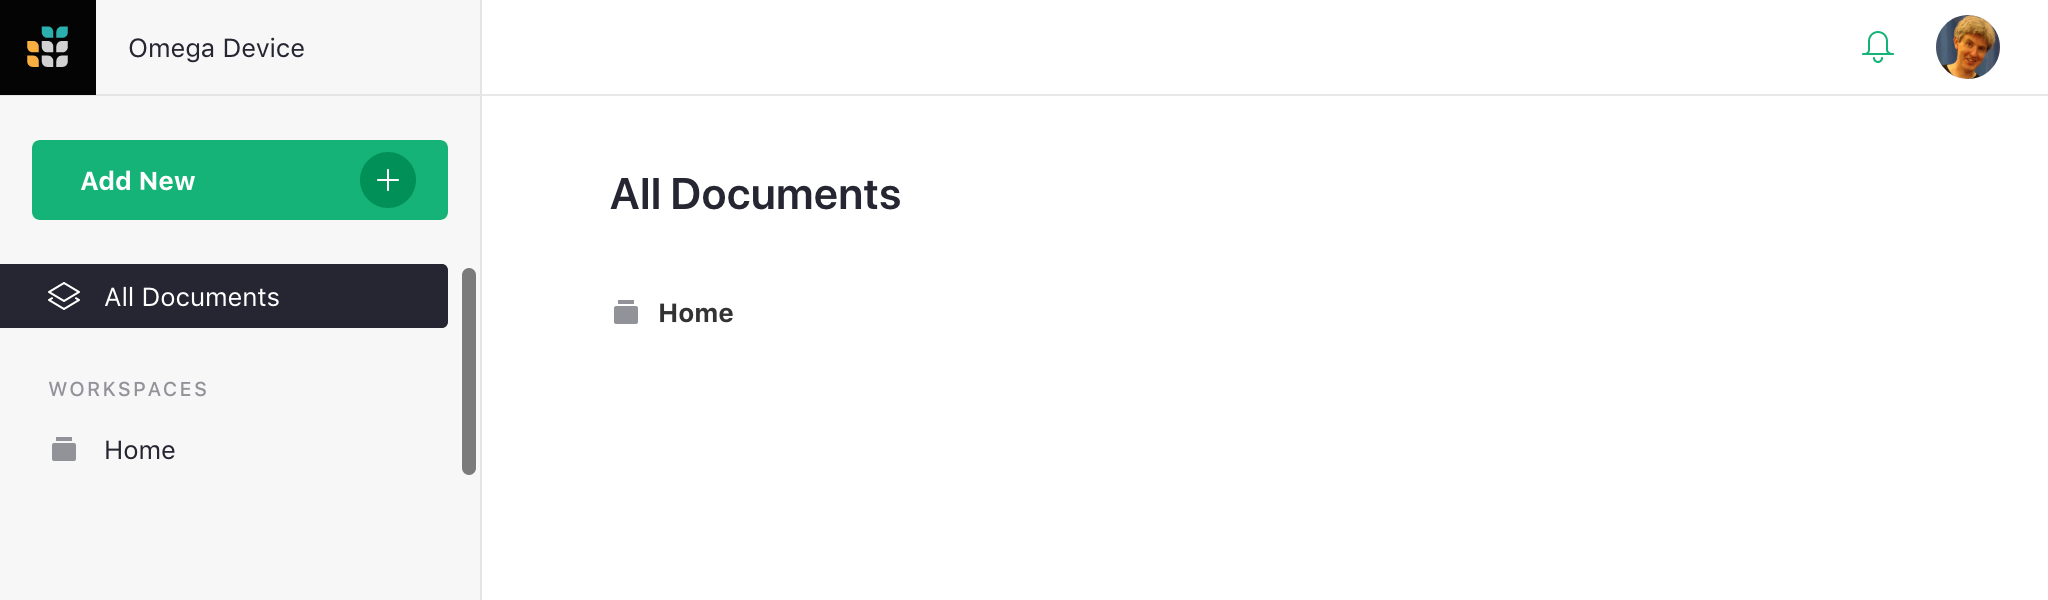 Omega Device
Add New
All Documents
WORKSPACES
Home
All Documents
Home